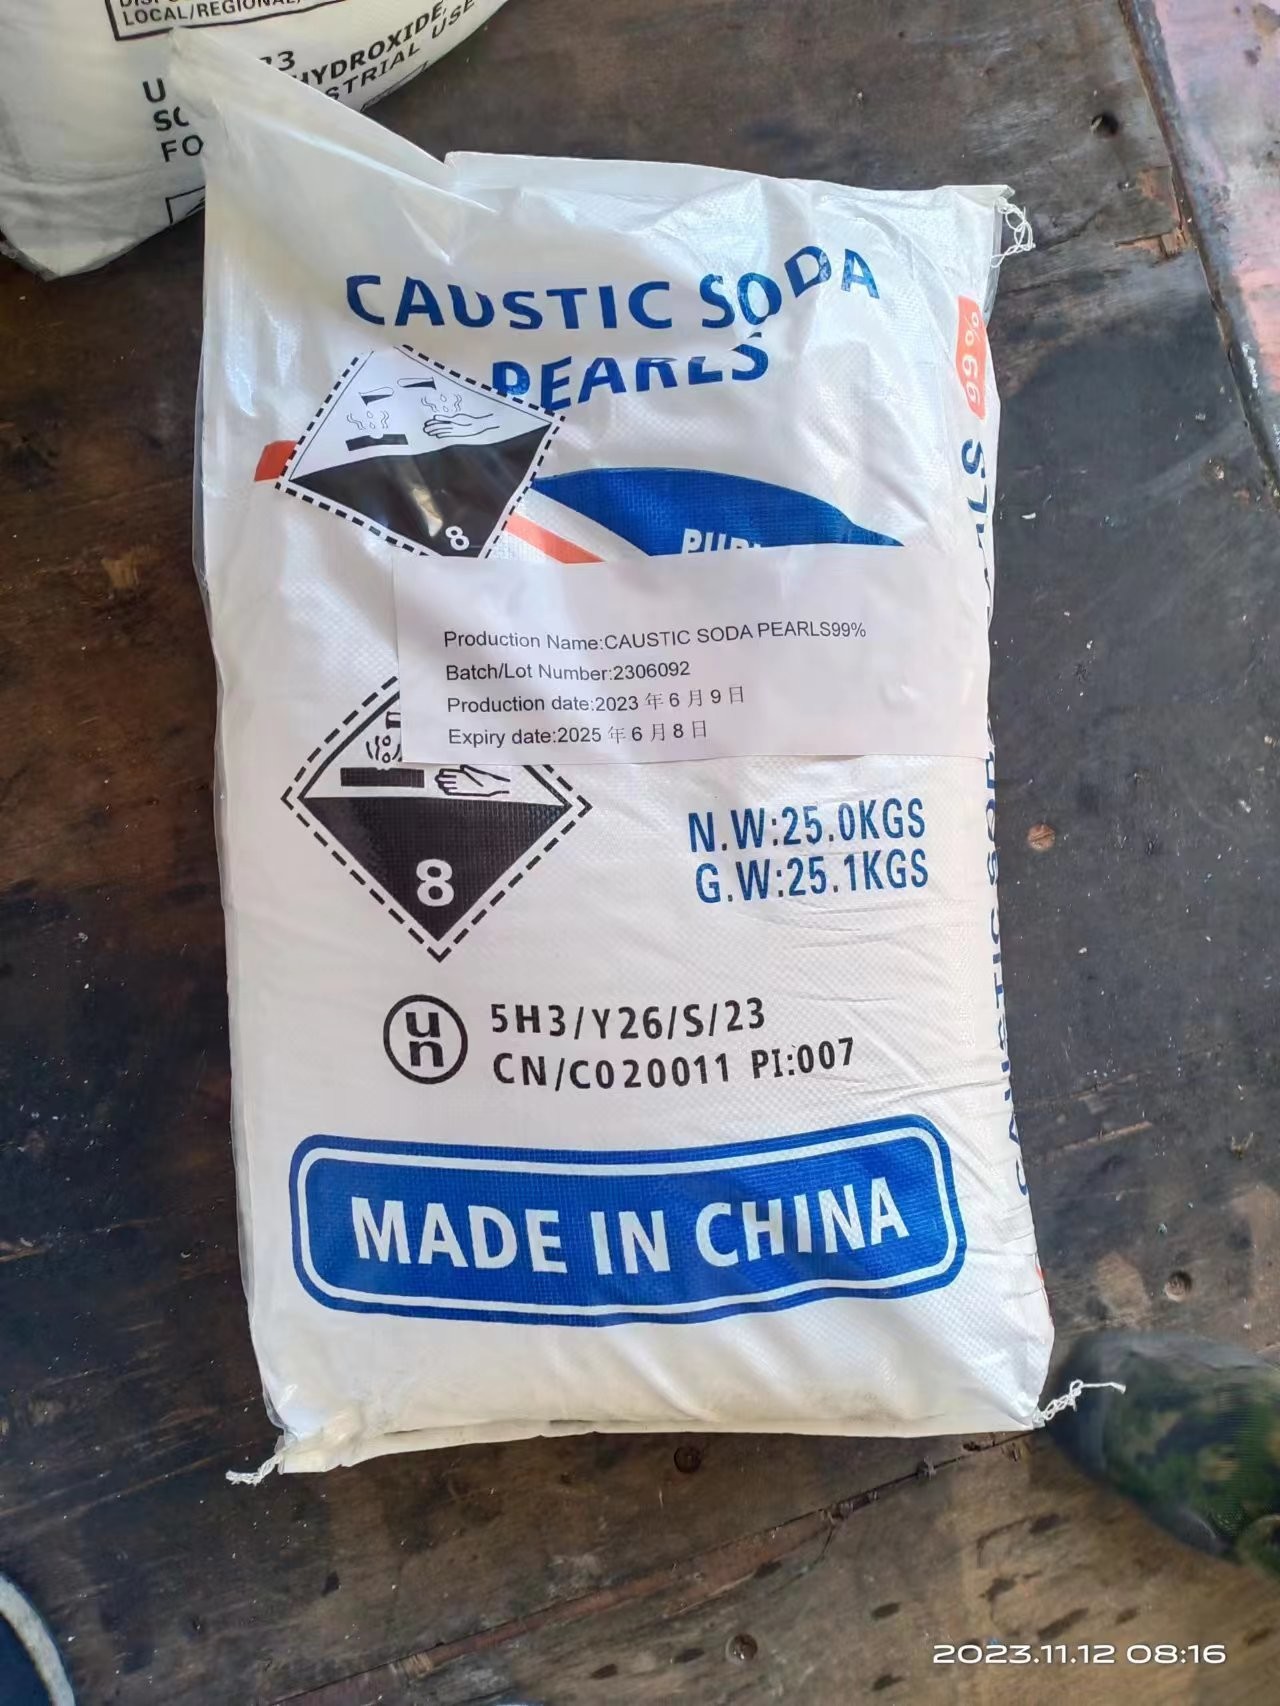 LOCAL/REGIONAL
HYDROXIDE,
CAUSTIC SODA
PEARLS
99%
8
Production Name:CAUSTIC SODA PEARLS99%
Batch/Lot Number:2306092
Production date:2023 年 6 月 9 日
Expiry date:2025 年 6 月 8 日
8
N.W:25.0KGS
G.W:25.1KGS
un
5H3/Y26/S/23
CN/C020011 PI:007
MADE IN CHINA
2023.11.12 08:16